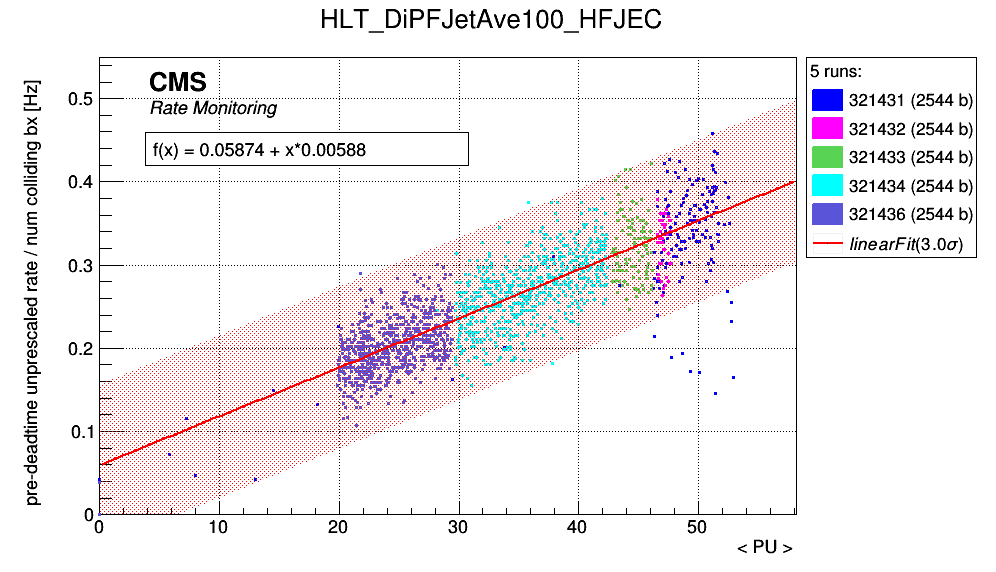 HLT_DiPFJetAve100_HFJEC
pre-deadtime unprescaled rate / num colliding bx [Hz]
CMS
Rate Monitoring
f(x) = 0.05874 + x*0.00588
0.5
0.4
0.3
0.2
0.1
0
0 10 20 30 40 50
< PU >
5 runs:
321431 (2544 b)
321432 (2544 b)
321433 (2544 b)
321434 (2544 b)
321436 (2544 b)
linearFit(3.0σ)